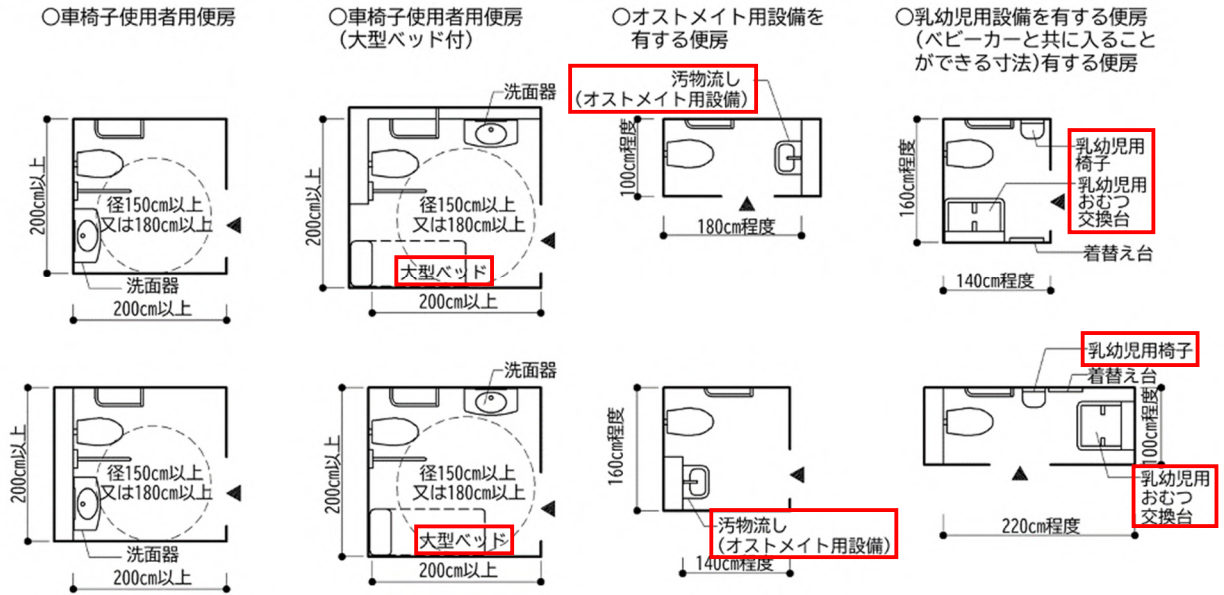 〇車椅子使用者用便房
200cm以上
径150cm以上
又は180cm以上
洗面器
200cm以上
〇車椅子使用者用便房
(大型ベッド付)
洗面器
200cm以上
径150cm以上
又は180cm以上
大型ベッド
200cm以上
〇オストメイト用設備を
有する便房
汚物流し
(オストメイト用設備)
100cm程度
180cm程度
〇乳幼児用設備を有する便房
(ベビーカーと共に入ること
ができる寸法)有する便房
160cm程度
乳幼児用
椅子
乳幼児用
おむつ
交換台
着替え台
140cm程度
200cm以上
径150cm以上
又は180cm以上
洗面器
200cm以上
洗面器
200cm以上
径150cm以上
又は180cm以上
大型ベッド
200cm以上
160cm程度
汚物流し
(オストメイト用設備)
140cm程度
乳幼児用椅子
着替え台
100cm程度
乳幼児用
おむつ
交換台
220cm程度